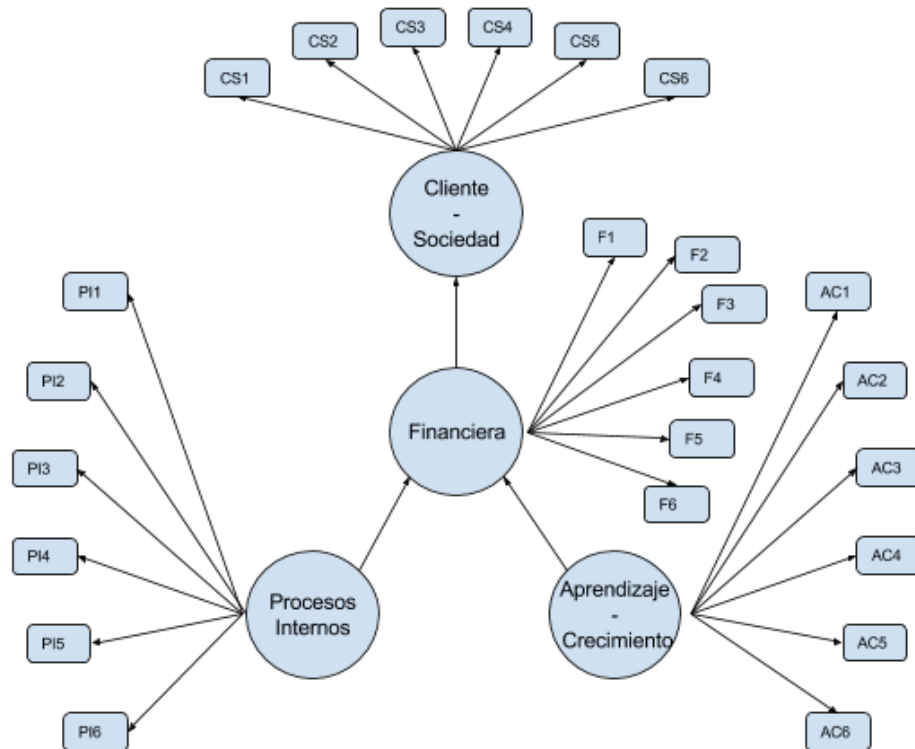 CS1
CS2
CS3
CS4
CS5
CS6
Cliente
-
Sociedad
F1
F2
F3
F4
F5
F6
Financiera
PI1
PI2
PI3
PI4
PI5
PI6
Procesos
Internos
Aprendizaje
-
Crecimiento
AC1
AC2
AC3
AC4
AC5
AC6